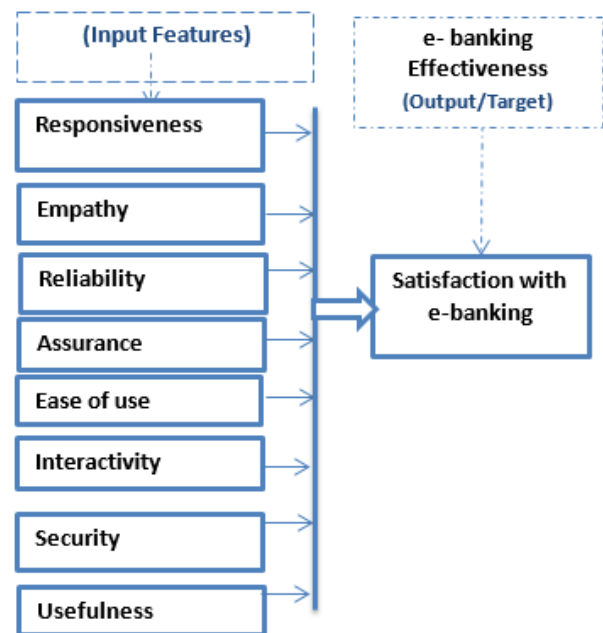 (Input Features)
Responsiveness
Empathy
Reliability
Assurance
Ease of use
Interactivity
Security
Usefulness
e- banking
Effectiveness
(Output/Target)
Satisfaction with
e-banking